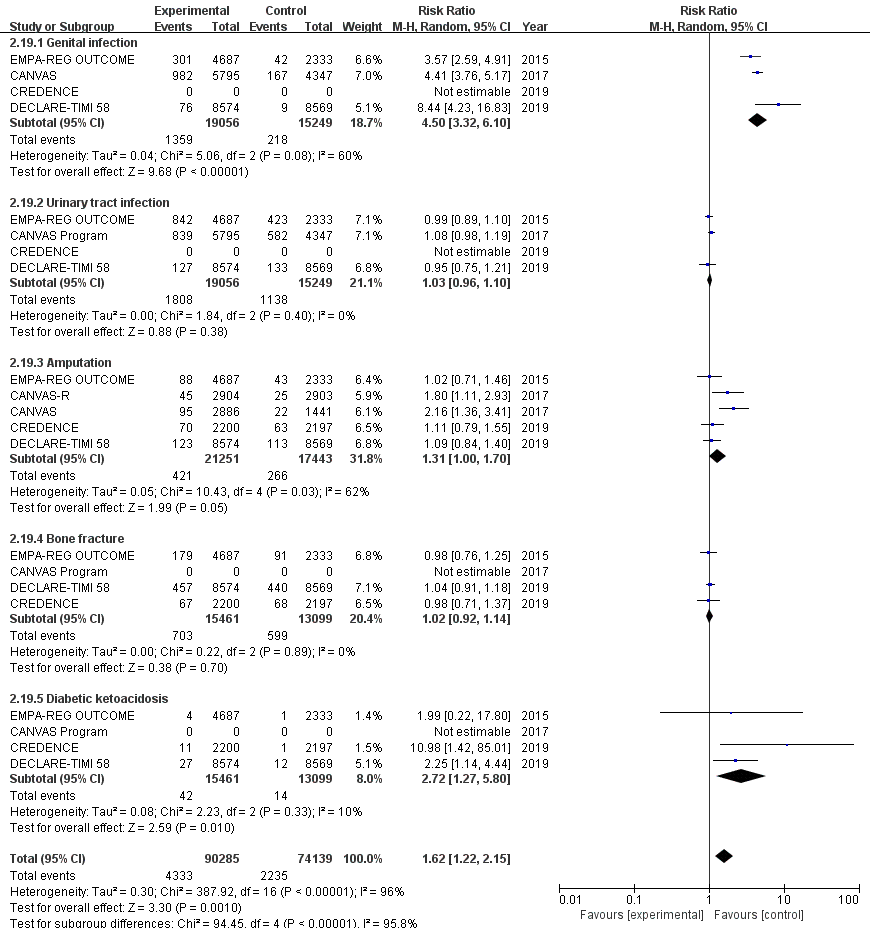 Experimental Control Risk Ratio Risk Ratio
Study or Subgroup Events Total Events Total Weight M-H, Random, 95% CI Year M-H, Random, 95% CI
2.19.1 Genital infection
EMPA-REG OUTCOME 301 4687 42 2333 6.6% 3.57 [2.59, 4.91] 2015
CANVAS 982 5795 167 4347 7.0% 4.41 [3.76, 5.17] 2017
CREDENCE 0 0 0 0 Not estimable 2019
DECLARE-TIMI 58 76 8574 9 8569 5.1% 8.44 [4.23, 16.83] 2019
Subtotal (95% CI) 19056 15249 18.7% 4.50 [3.32, 6.10]
Total events 1359 218
Heterogeneity: Tau² = 0.04; Chi² = 5.06, df = 2 (P = 0.08); I² = 60%
Test for overall effect: Z = 9.68 (P < 0.00001)
2.19.2 Urinary tract infection
EMPA-REG OUTCOME 842 4687 423 2333 7.1% 0.99 [0.89, 1.10] 2015
CANVAS Program 839 5795 582 4347 7.1% 1.08 [0.98, 1.19] 2017
CREDENCE 0 0 0 0 Not estimable 2019
DECLARE-TIMI 58 127 8574 133 8569 6.8% 0.95 [0.75, 1.21] 2019
Subtotal (95% CI) 19056 15249 21.1% 1.03 [0.96, 1.10]
Total events 1808 1138
Heterogeneity: Tau² = 0.00; Chi² = 1.84, df = 2 (P = 0.40); I² = 0%
Test for overall effect: Z = 0.88 (P = 0.38)
2.19.3 Amputation
EMPA-REG OUTCOME 88 4687 43 2333 6.4% 1.02 [0.71, 1.46] 2015
CANVAS-R 45 2904 25 2903 5.9% 1.80 [1.11, 2.93] 2017
CANVAS 95 2886 22 1441 6.1% 2.16 [1.36, 3.41] 2017
CREDENCE 70 2200 63 2197 6.5% 1.11 [0.79, 1.55] 2019
DECLARE-TIMI 58 123 8574 113 8569 6.8% 1.09 [0.84, 1.40] 2019
Subtotal (95% CI) 21251 17443 31.8% 1.31 [1.00, 1.70]
Total events 421 266
Heterogeneity: Tau² = 0.05; Chi² = 10.43, df = 4 (P = 0.03); I² = 62%
Test for overall effect: Z = 1.99 (P = 0.05)
2.19.4 Bone fracture
EMPA-REG OUTCOME 179 4687 91 2333 6.8% 0.98 [0.76, 1.25] 2015
CANVAS Program 0 0 0 0 Not estimable 2017
DECLARE-TIMI 58 457 8574 440 8569 7.1% 1.04 [0.91, 1.18] 2019
CREDENCE 67 2200 68 2197 6.5% 0.98 [0.71, 1.37] 2019
Subtotal (95% CI) 15461 13099 20.4% 1.02 [0.92, 1.14]
Total events 703 599
Heterogeneity: Tau² = 0.00; Chi² = 0.22, df = 2 (P = 0.89); I² = 0%
Test for overall effect: Z = 0.38 (P = 0.70)
2.19.5 Diabetic ketoacidosis
EMPA-REG OUTCOME 4 4687 1 2333 1.4% 1.99 [0.22, 17.80] 2015
CANVAS Program 0 0 0 0 Not estimable 2017
CREDENCE 11 2200 1 2197 1.5% 10.98 [1.42, 85.01] 2019
DECLARE-TIMI 58 27 8574 12 8569 5.1% 2.25 [1.14, 4.44] 2019
Subtotal (95% CI) 15461 13099 8.0% 2.72 [1.27, 5.80]
Total events 42 14
Heterogeneity: Tau² = 0.08; Chi² = 2.23, df = 2 (P = 0.33); I² = 10%
Test for overall effect: Z = 2.59 (P = 0.010)
Total (95% CI) 90285 74139 100.0% 1.62 [1.22, 2.15]
Total events 4333 2235
Heterogeneity: Tau² = 0.30; Chi² = 387.92, df = 16 (P < 0.00001); I² = 96%
Test for overall effect: Z = 3.30 (P = 0.0010)
Test for subgroup differences: Chi² = 94.45, df = 4 (P < 0.00001), I² = 95.8%
0.01 0.1 1 10 100
Favours [experimental] Favours [control]